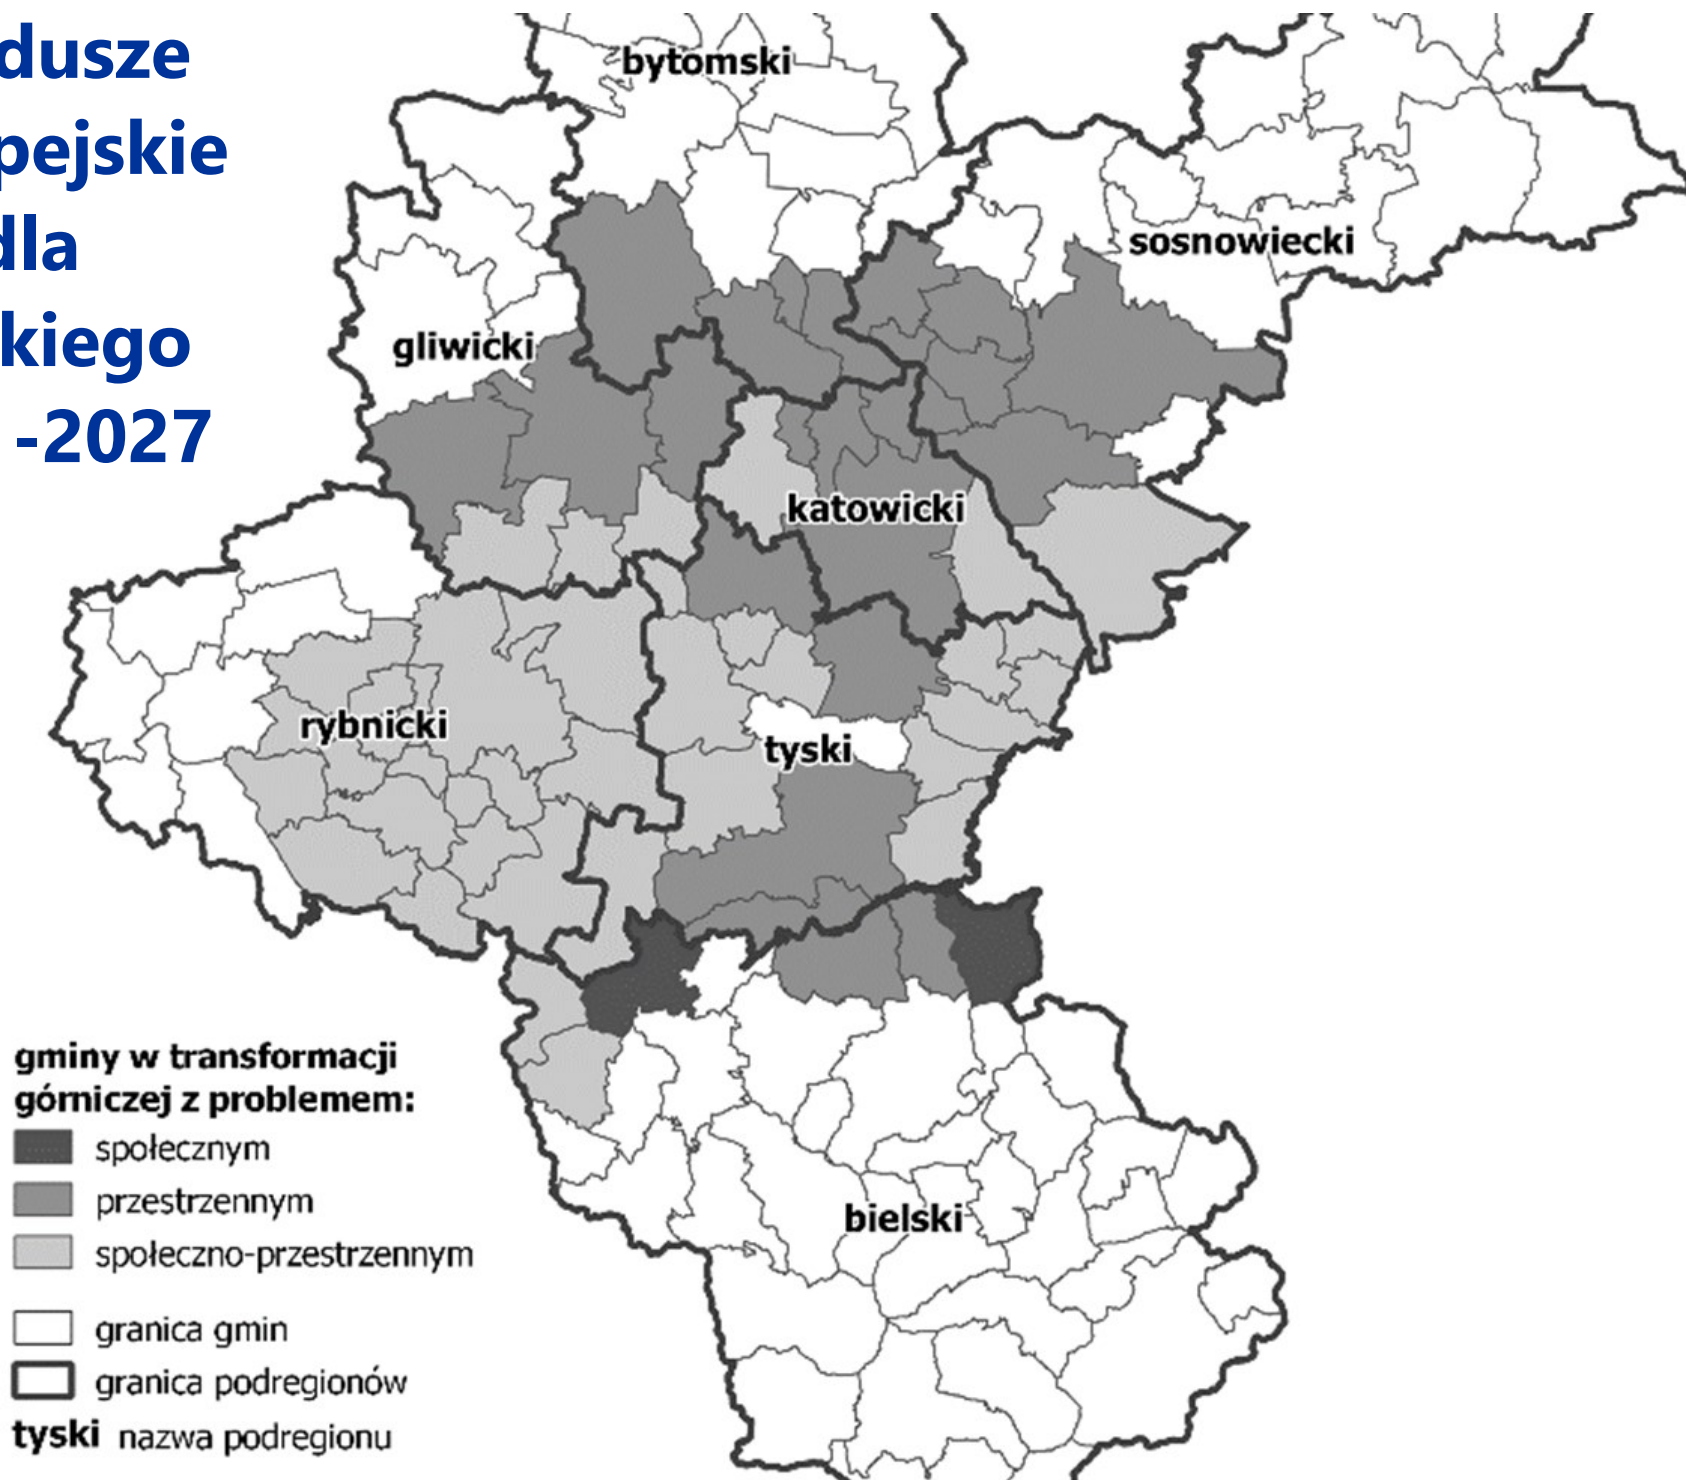 dusze
pejskie
dla
kiego
-2027
bytomski
sosnowiecki
gliwicki
katowicki
rybnicki
tyski
bielski
gminy w transformacji
górniczej z problemem:
społecznym
przestrzennym
społeczno-przestrzennym
granica gmin
granica podregionów
tyski nazwa podregionu